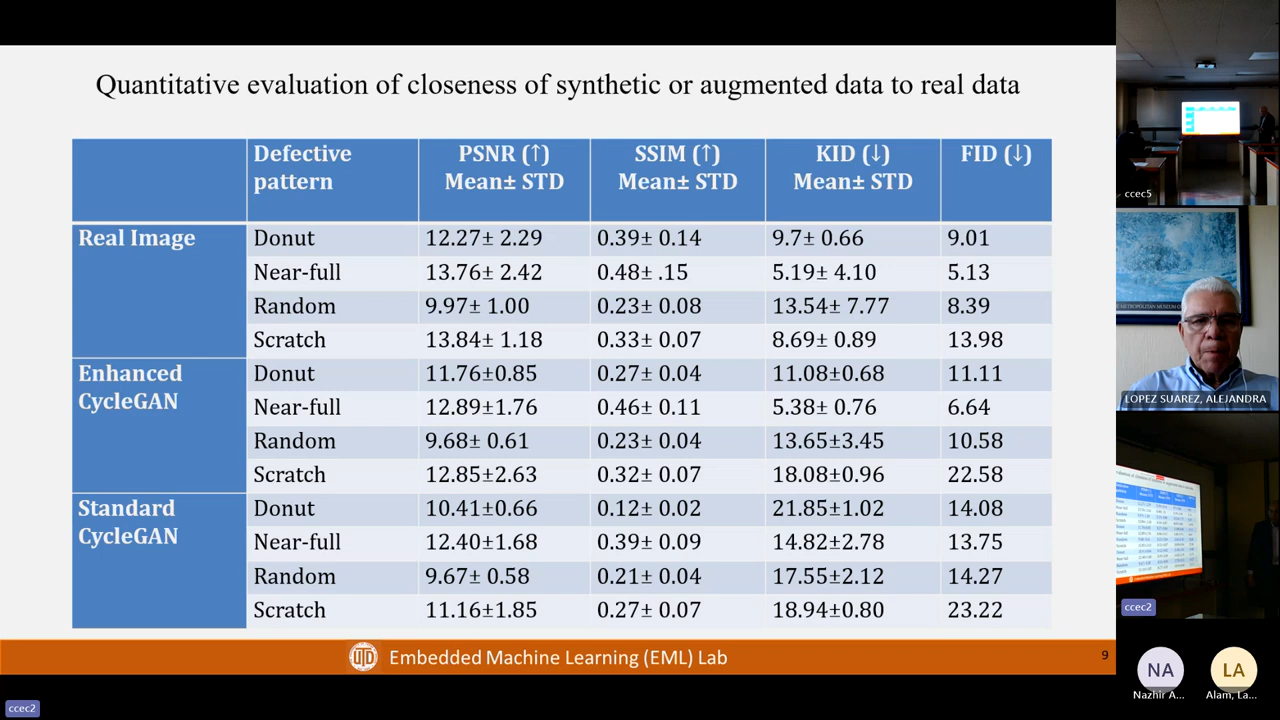 Quantitative evaluation of closeness of synthetic or augmented data to real data
Defective pattern PSNR (↑) Mean± STD SSIM (↑) Mean± STD KID (↓) Mean± STD FID (↓)
Real Image Donut 12.27± 2.29 0.39± 0.14 9.7± 0.66 9.01
Near-full 13.76± 2.42 0.48± .15 5.19± 4.10 5.13
Random 9.97± 1.00 0.23± 0.08 13.54± 7.77 8.39
Scratch 13.84± 1.18 0.33± 0.07 8.69± 0.89 13.98
Enhanced CycleGAN Donut 11.76±0.85 0.27± 0.04 11.08±0.68 11.11
Near-full 12.89±1.76 0.46± 0.11 5.38± 0.76 6.64
Random 9.68± 0.61 0.23± 0.04 13.65±3.45 10.58
Scratch 12.85±2.63 0.32± 0.07 18.08±0.96 22.58
Standard CycleGAN Donut 10.41±0.66 0.12± 0.02 21.85±1.02 14.08
Near-full 12.40±1.68 0.39± 0.09 14.82±2.78 13.75
Random 9.67± 0.58 0.21± 0.04 17.55±2.12 14.27
Scratch 11.16±1.85 0.27± 0.07 18.94±0.80 23.22
UTD Embedded Machine Learning (EML) Lab 9
ccec2
ccec5
LOPEZ SUAREZ, ALEJANDRA
ccec2
NA
Nazhir A...
LA
Alam, La...